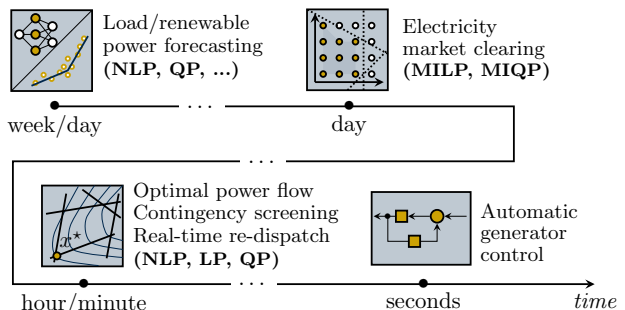 Load/renewable
power forecasting
(NLP, QP, ...)
Electricity
market clearing
(MILP, MIQP)
. . .
week/day
day
. . .
Optimal power flow
Contingency screening
Real-time re-dispatch
(NLP, LP, QP)
x⋆
Automatic
generator
control
. . .
hour/minute
seconds
time